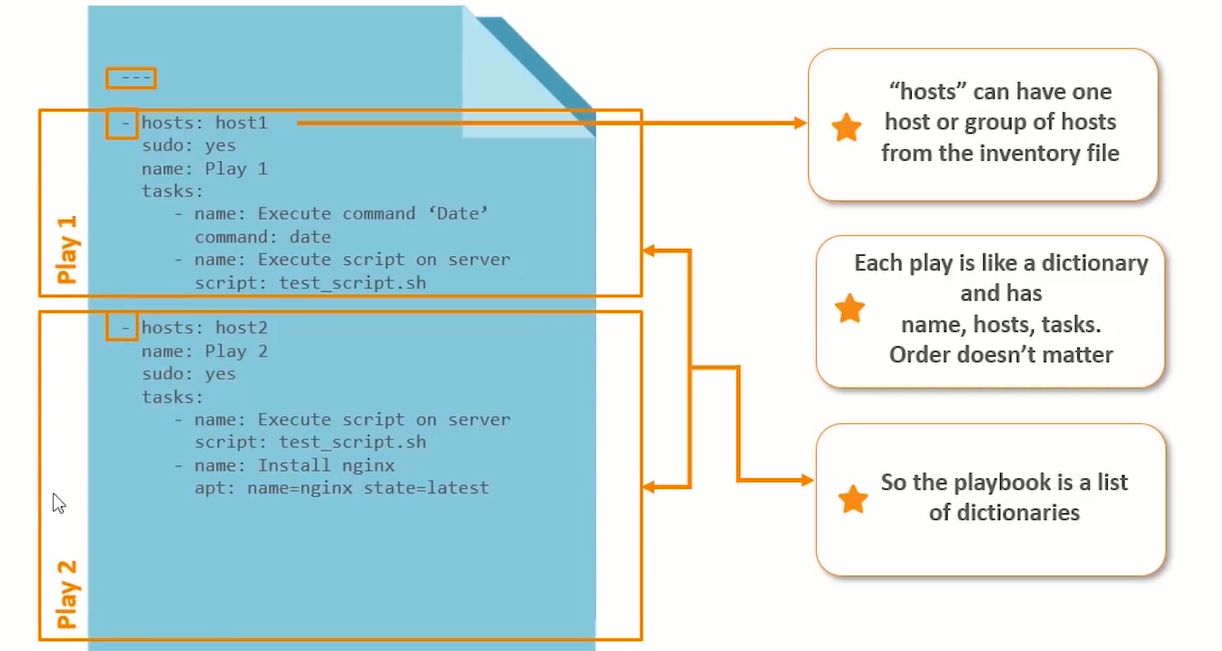 ---
- hosts: host1
sudo: yes
name: Play 1
tasks:
- name: Execute command ‘Date’
command: date
- name: Execute script on server
script: test_script.sh
Play 1
- hosts: host2
name: Play 2
sudo: yes
tasks:
- name: Execute script on server
script: test_script.sh
- name: Install nginx
apt: name=nginx state=latest
Play 2
“hosts” can have one
host or group of hosts
from the inventory file
Each play is like a dictionary
and has
name, hosts, tasks.
Order doesn’t matter
So the playbook is a list
of dictionaries